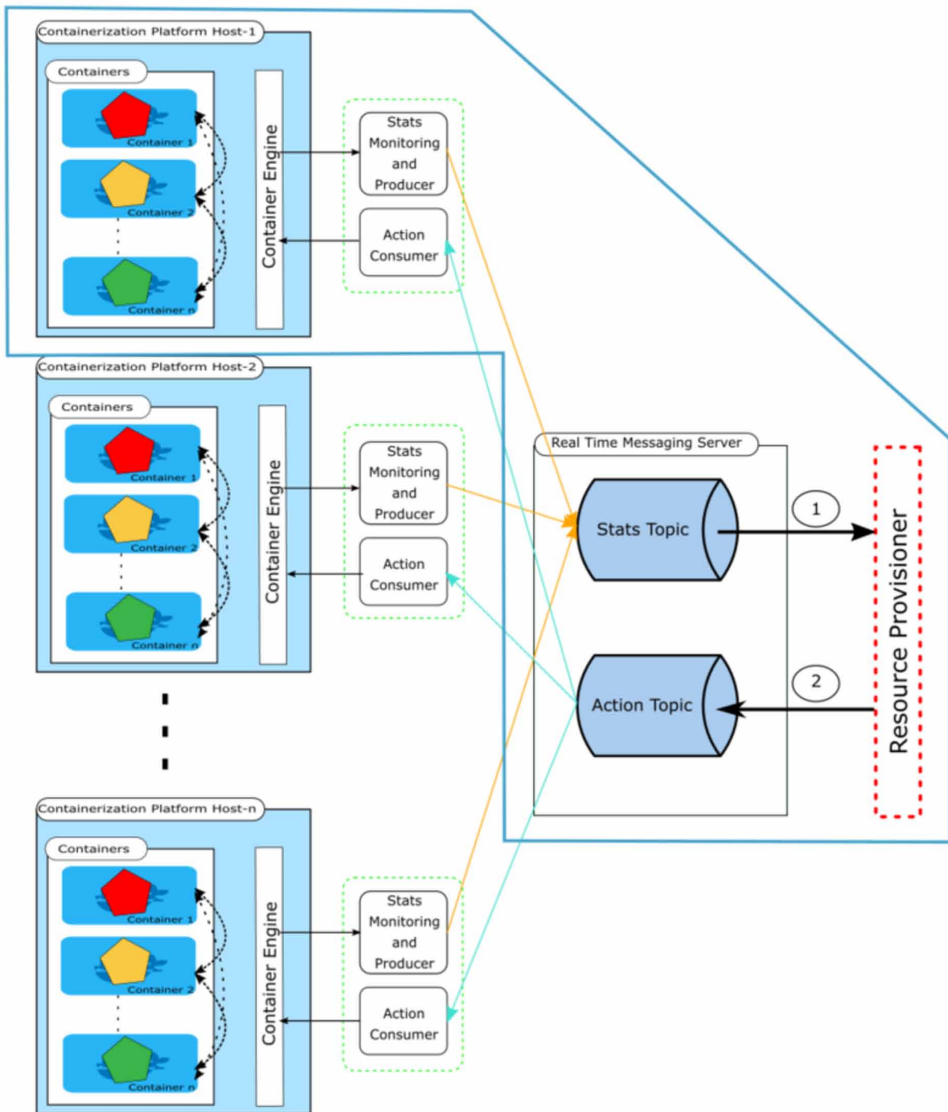 Containerization Platform Host-1
Containers
Container 1
Container 2
Container n
Container Engine
Stats
Monitoring
and
Producer
Action
Consumer
Containerization Platform Host-2
Containers
Container 1
Container 2
Container n
Container Engine
Stats
Monitoring
and
Producer
Action
Consumer
Real Time Messaging Server
Stats Topic
1
Action Topic
2
Resource Provisioner
Containerization Platform Host-n
Containers
Container 1
Container 2
Container n
Container Engine
Stats
Monitoring
and
Producer
Action
Consumer